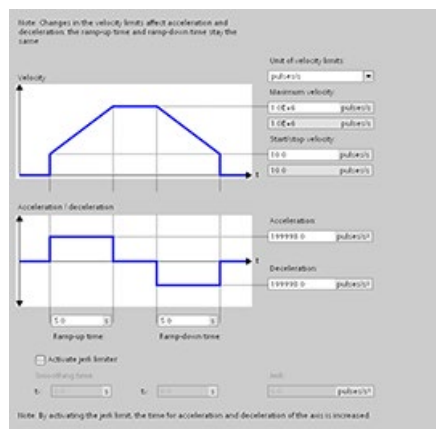 Note: Changes in the velocity limits affect acceleration and
deceleration; the ramp-up time and ramp-down time stay the
same
Unit of velocity limits:
pulses/s
Velocity
Maximum velocity:
1.0E+6 pulses/s
1.0E+6 pulses/s
Start/stop velocity:
10.0 pulses/s
10.0 pulses/s
t
Acceleration / deceleration
Acceleration:
199998.0 pulses/s²
t
Deceleration:
199998.0 pulses/s²
5.0 s 5.0 s
Ramp-up time: Ramp-down time:
Activate jerk limiter
Smoothing time Jerk:
s s pulses/s³
Note: By activating the jerk limit, the time for acceleration and deceleration of the axis is increased.